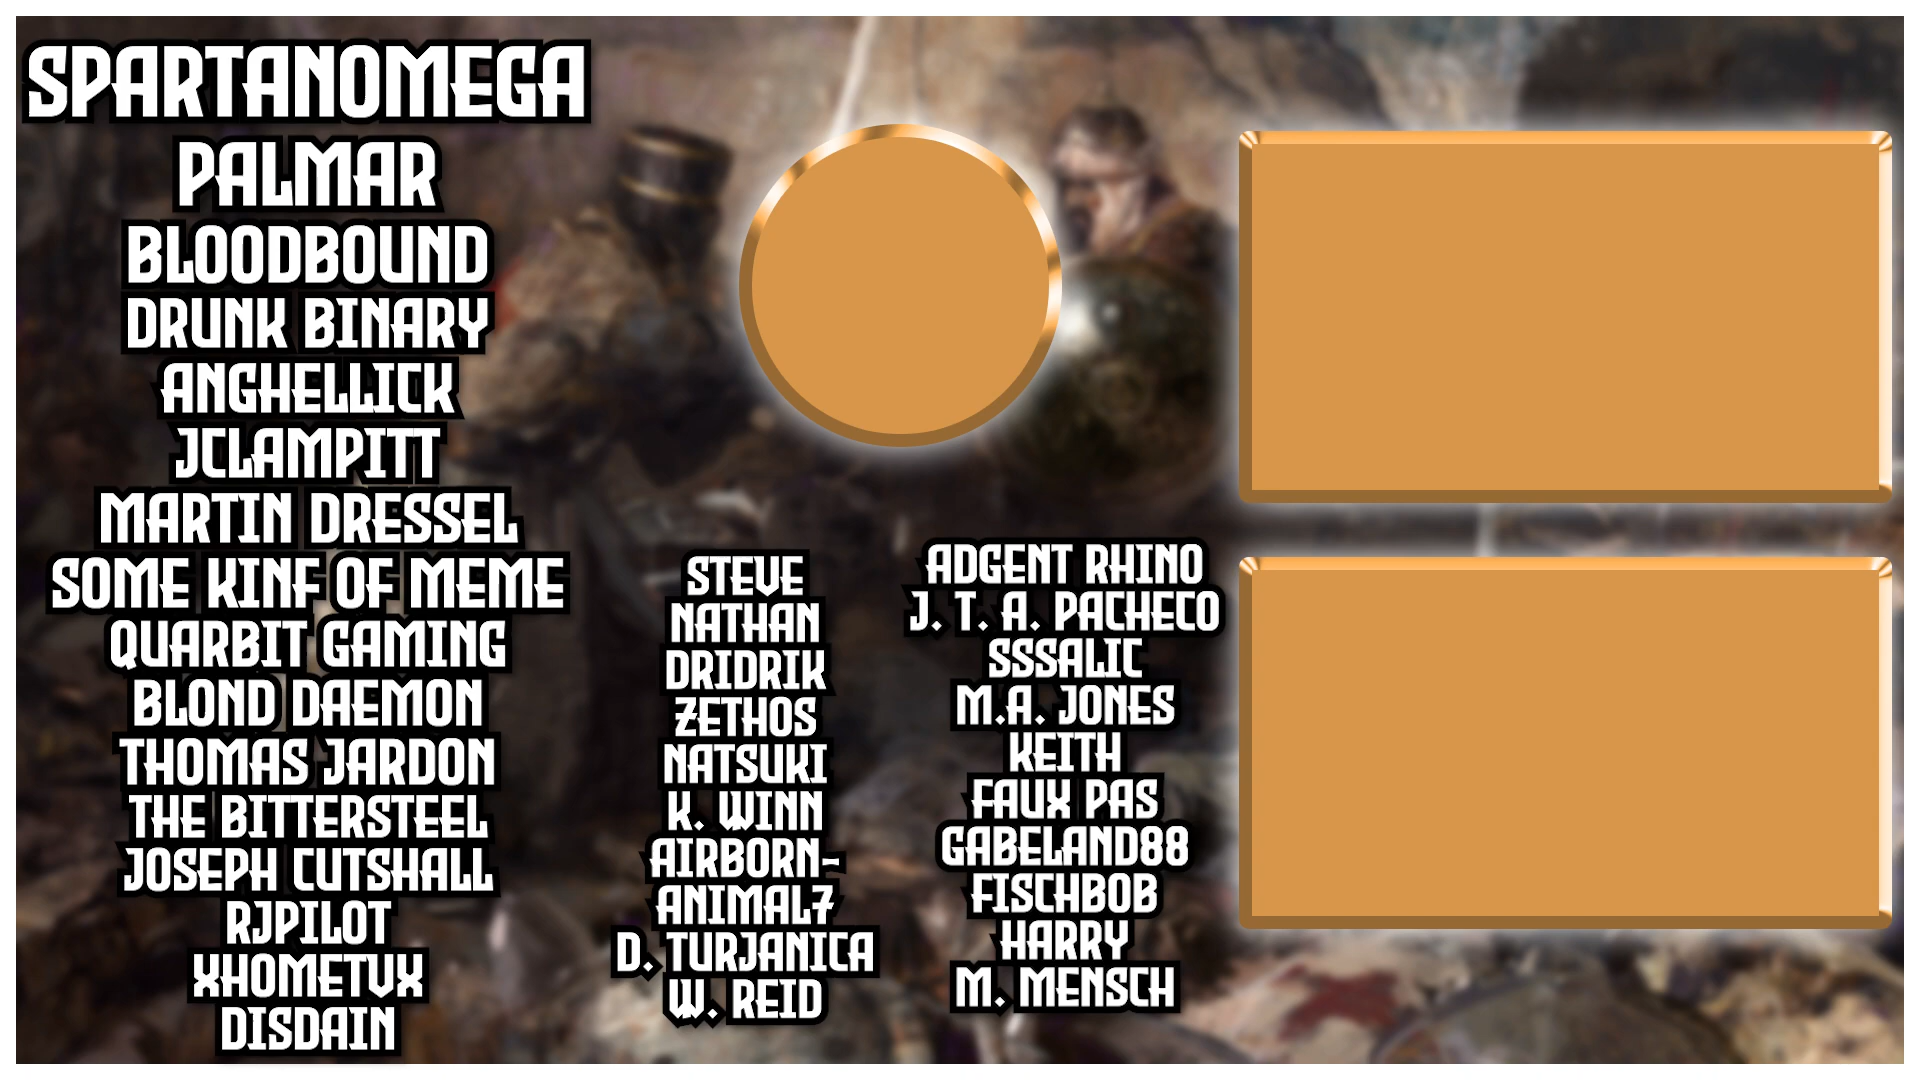 SPARTANOMEGA
PALMAR
BLOODBOUND
DRUNK BINARY
ANGHELLICK
JCLAMPITT
MARTIN DRESSEL
SOME KINF OF MEME
QUARBIT GAMING
BLOND DAEMON
THOMAS JARDON
THE BITTERSTEEL
JOSEPH CUTSHALL
RJPILOT
XHOMETVX
DISDAIN
STEVE
NATHAN
DRIDRIK
ZETHOS
NATSUKI
K. WINN
AIRBORN-
ANIMAL7
D. TURJANICA
W. REID
ADGENT RHINO
J. T. A. PACHECO
SSSALIC
M.A. JONES
KEITH
FAUX PAS
GABELAND88
FISCHBOB
HARRY
M. MENSCH